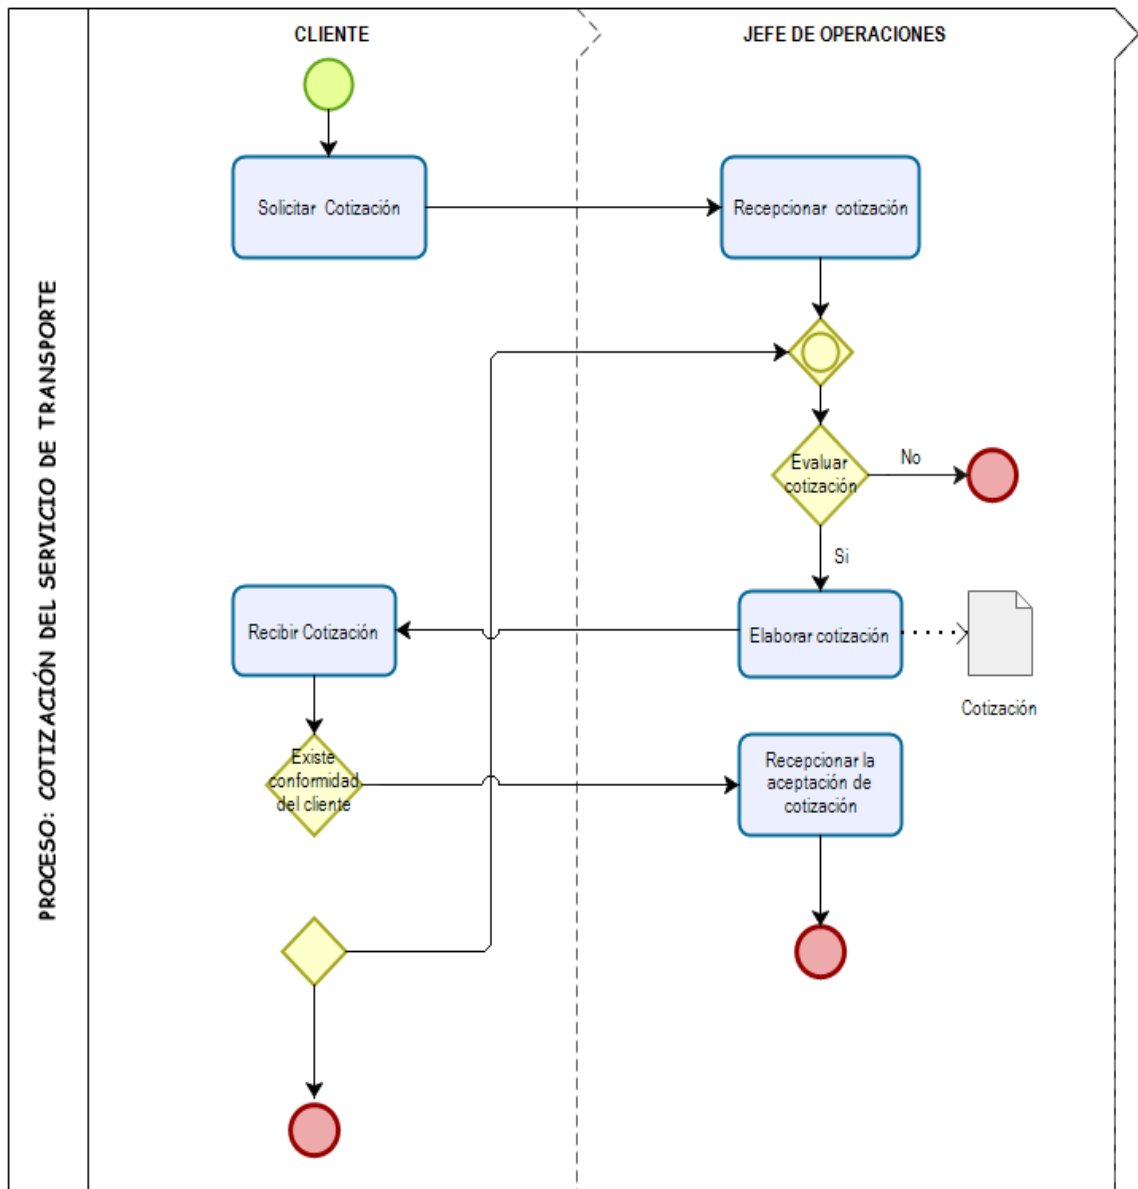 PROCESO: COTIZACIÓN DEL SERVICIO DE TRANSPORTE
CLIENTE
JEFE DE OPERACIONES
Solicitar Cotización
Recepcionar cotización
Evaluar
cotización
No
Si
Recibir Cotización
Elaborar cotización
Cotización
Existe
conformidad
del cliente
Recepcionar la
aceptación de
cotización